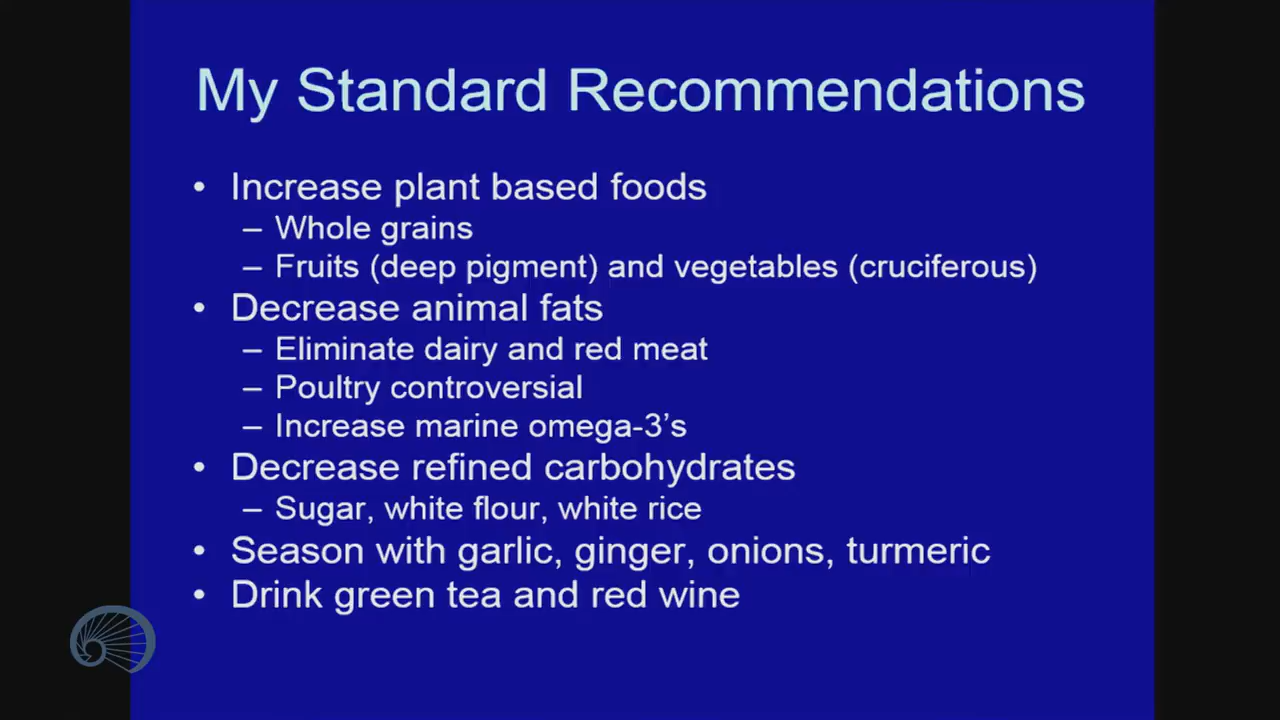 My Standard Recommendations
• Increase plant based foods
– Whole grains
– Fruits (deep pigment) and vegetables (cruciferous)
• Decrease animal fats
– Eliminate dairy and red meat
– Poultry controversial
– Increase marine omega-3’s
• Decrease refined carbohydrates
– Sugar, white flour, white rice
• Season with garlic, ginger, onions, turmeric
• Drink green tea and red wine